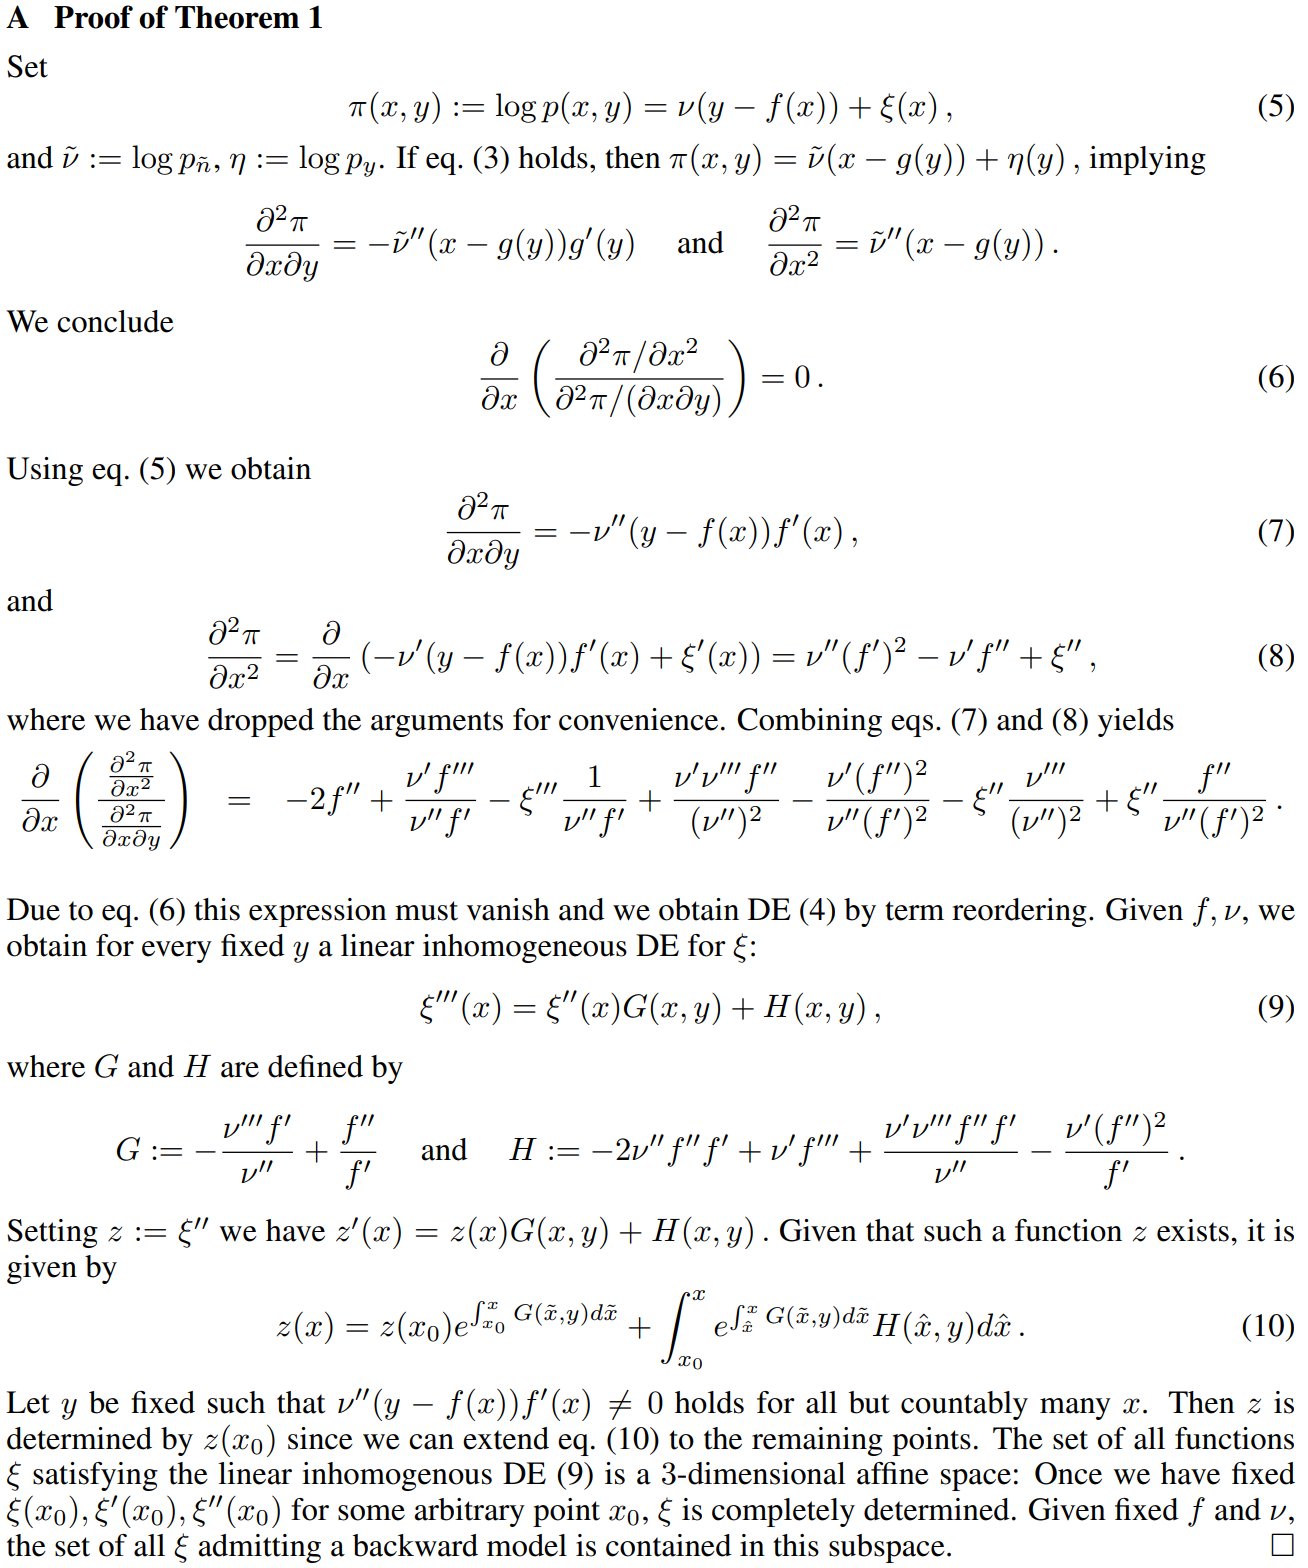 A Proof of Theorem 1
Set
π(x, y) := log p(x, y) = ν(y − f(x)) + ξ(x) , (5)
and ν̃ := log p_ñ, η := log p_y. If eq. (3) holds, then π(x, y) = ν̃(x − g(y)) + η(y) , implying
∂²π/∂x∂y = −ν̃′′(x − g(y))g′(y) and ∂²π/∂x² = ν̃′′(x − g(y)) .
We conclude
∂/∂x ( (∂²π/∂x²) / (∂²π/(∂x∂y)) ) = 0 . (6)
Using eq. (5) we obtain
∂²π/∂x∂y = −ν′′(y − f(x))f′(x) , (7)
and
∂²π/∂x² = ∂/∂x (−ν′(y − f(x))f′(x) + ξ′(x)) = ν′′(f′)² − ν′f′′ + ξ′′ , (8)
where we have dropped the arguments for convenience. Combining eqs. (7) and (8) yields
∂/∂x ( (∂²π/∂x²) / (∂²π/∂x∂y) ) = −2f′′ + ν′f′′′/(ν′′f′) − ξ′′′ 1/(ν′′f′) + ν′ν′′′f′′/(ν′′)² − ν′(f′′)²/(ν′′(f′)²) − ξ′′ ν′′′/(ν′′)² + ξ′′ f′′/(ν′′(f′)²) .
Due to eq. (6) this expression must vanish and we obtain DE (4) by term reordering. Given f, ν, we
obtain for every fixed y a linear inhomogeneous DE for ξ:
ξ′′′(x) = ξ′′(x)G(x, y) + H(x, y) , (9)
where G and H are defined by
G := −ν′′′f′/ν′′ + f′′/f′ and H := −2ν′′f′′f′ + ν′f′′′ + ν′ν′′′f′′f′/ν′′ − ν′(f′′)²/f′ .
Setting z := ξ′′ we have z′(x) = z(x)G(x, y) + H(x, y) . Given that such a function z exists, it is
given by
z(x) = z(x₀)e^{∫_{x₀}^{x} G(x̃,y)dx̃} + ∫_{x₀}^{x} e^{∫_{x̂}^{x} G(x̃,y)dx̃} H(x̂, y)dx̂ . (10)
Let y be fixed such that ν′′(y − f(x))f′(x) ≠ 0 holds for all but countably many x. Then z is
determined by z(x₀) since we can extend eq. (10) to the remaining points. The set of all functions
ξ satisfying the linear inhomogenous DE (9) is a 3-dimensional affine space: Once we have fixed
ξ(x₀), ξ′(x₀), ξ′′(x₀) for some arbitrary point x₀, ξ is completely determined. Given fixed f and ν,
the set of all ξ admitting a backward model is contained in this subspace. □